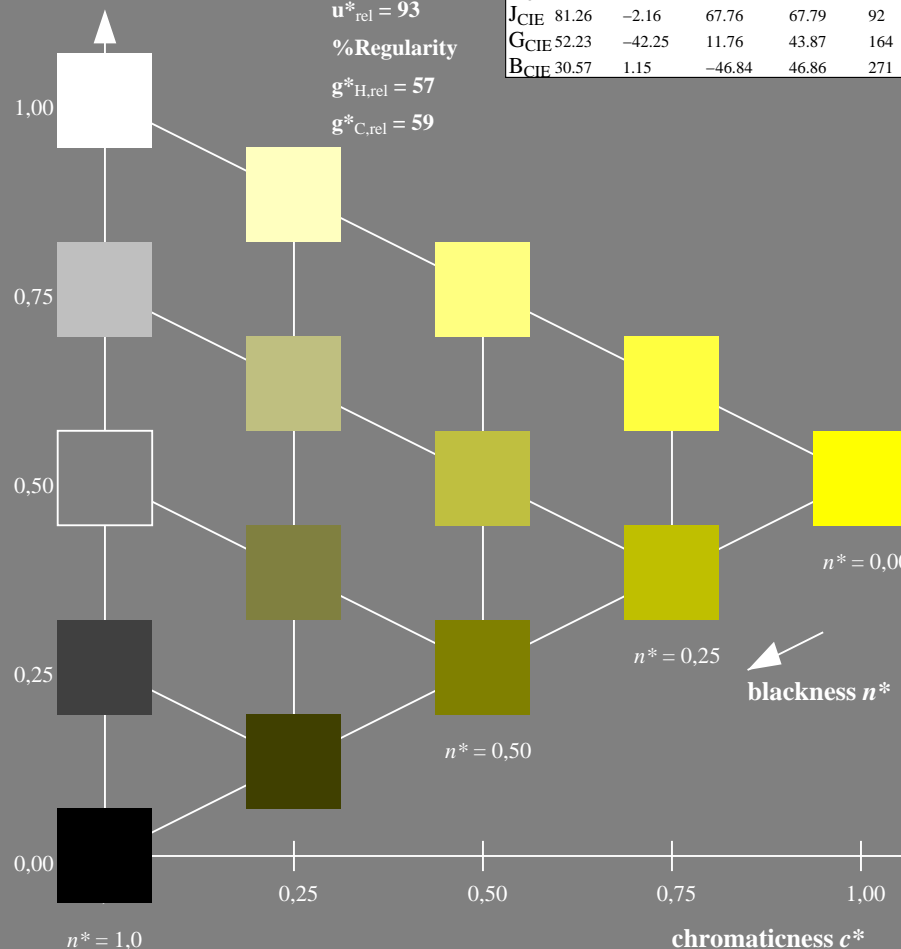 u*rel = 93
%Regularity
g*H,rel = 57
g*C,rel = 59
JCIE 81.26 −2.16 67.76 67.79 92
GCIE 52.23 −42.25 11.76 43.87 164
BCIE 30.57 1.15 −46.84 46.86 271
1,00
0,75
0,50
0,25
0,00
n* = 0,00
n* = 0,25
blackness n*
n* = 0,50
0,25 0,50 0,75 1,00
n* = 1,0
chromaticness c*